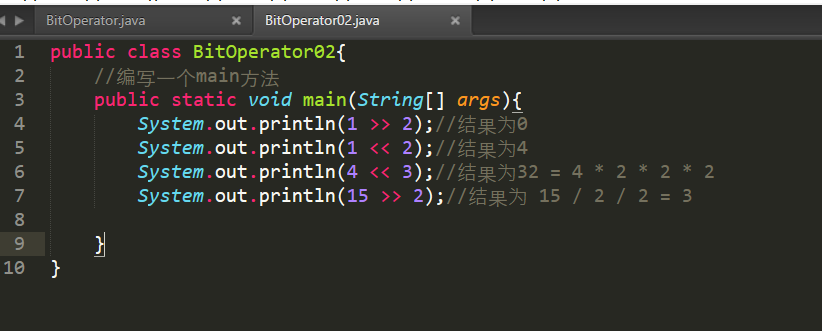 BitOperator.java × BitOperator02.java ×
1 public class BitOperator02{
2 //编写一个main方法
3 public static void main(String[] args){
4 System.out.println(1 >> 2);//结果为0
5 System.out.println(1 << 2);//结果为4
6 System.out.println(4 << 3);//结果为32 = 4 * 2 * 2 * 2
7 System.out.println(15 >> 2);//结果为 15 / 2 / 2 = 3
8
9 }
10 }